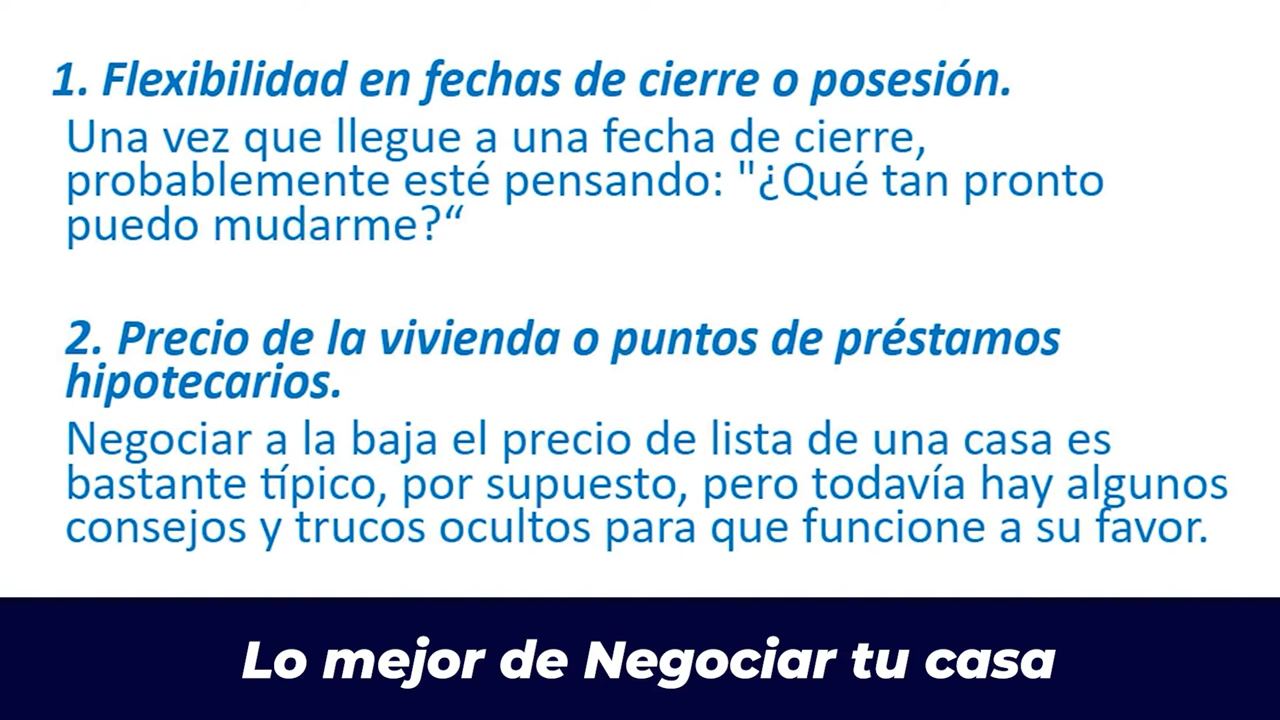 1. Flexibilidad en fechas de cierre o posesión.
Una vez que llegue a una fecha de cierre,
probablemente esté pensando: "¿Qué tan pronto
puedo mudarme?“
2. Precio de la vivienda o puntos de préstamos
hipotecarios.
Negociar a la baja el precio de lista de una casa es
bastante típico, por supuesto, pero todavía hay algunos
consejos y trucos ocultos para que funcione a su favor.
Lo mejor de Negociar tu casa